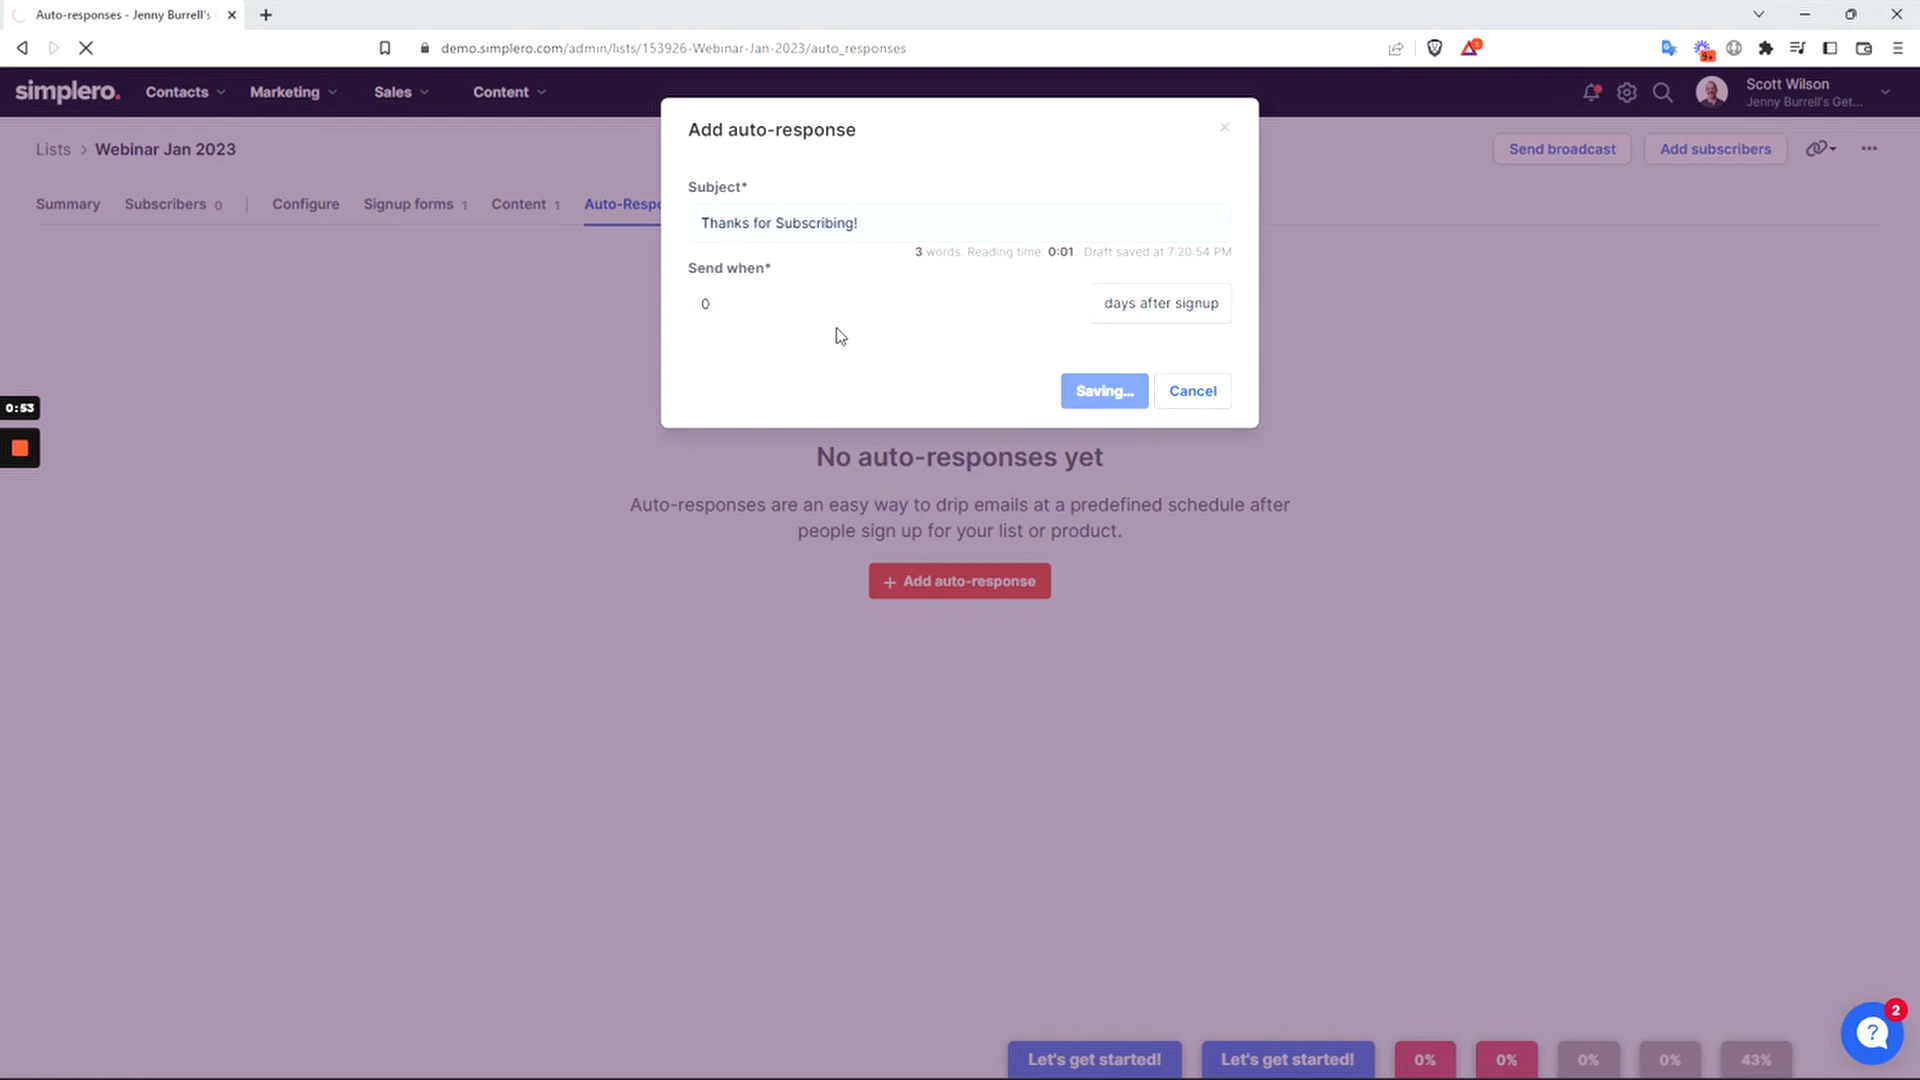 Auto-responses - Jenny Burrell's
demo.simplero.com/admin/lists/153926-Webinar-Jan-2023/auto_responses
9+
simplero.
Contacts
Marketing
Sales
Content
Scott Wilson
Jenny Burrell's Get...
Lists > Webinar Jan 2023
Send broadcast
Add subscribers
Summary
Subscribers 0
Configure
Signup forms 1
Content 1
Auto-Respo
Add auto-response
Subject*
Thanks for Subscribing!
3 words. Reading time: 0:01. Draft saved at 7:20:54 PM
Send when*
0
days after signup
Saving...
Cancel
0:53
No auto-responses yet
Auto-responses are an easy way to drip emails at a predefined schedule after
people sign up for your list or product.
+ Add auto-response
2
Let's get started!
Let's get started!
0%
0%
0%
0%
43%